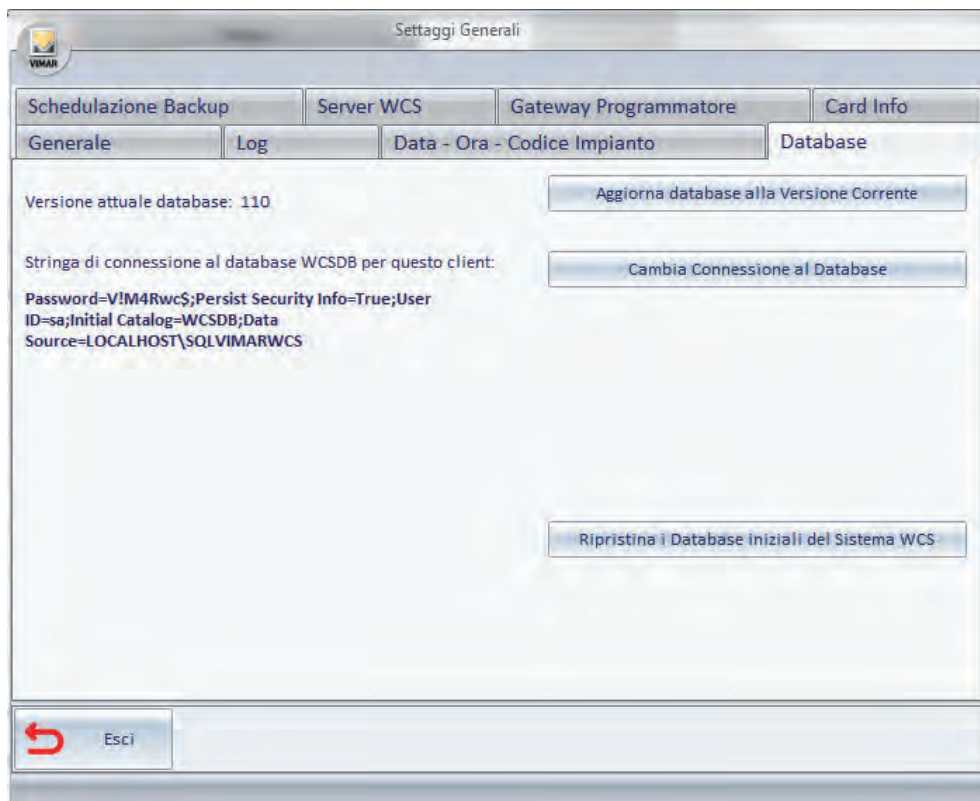 Settaggi Generali
VIMAR
Schedulazione Backup
Server WCS
Gateway Programmatore
Card Info
Generale
Log
Data - Ora - Codice Impianto
Database
Versione attuale database: 110
Aggiorna database alla Versione Corrente
Stringa di connessione al database WCSDB per questo client:
Cambia Connessione al Database
Password=V!M4Rwc$;Persist Security Info=True;User
ID=sa;Initial Catalog=WCSDB;Data
Source=LOCALHOST\SQLVIMARWCS
Ripristina i Database iniziali del Sistema WCS
Esci